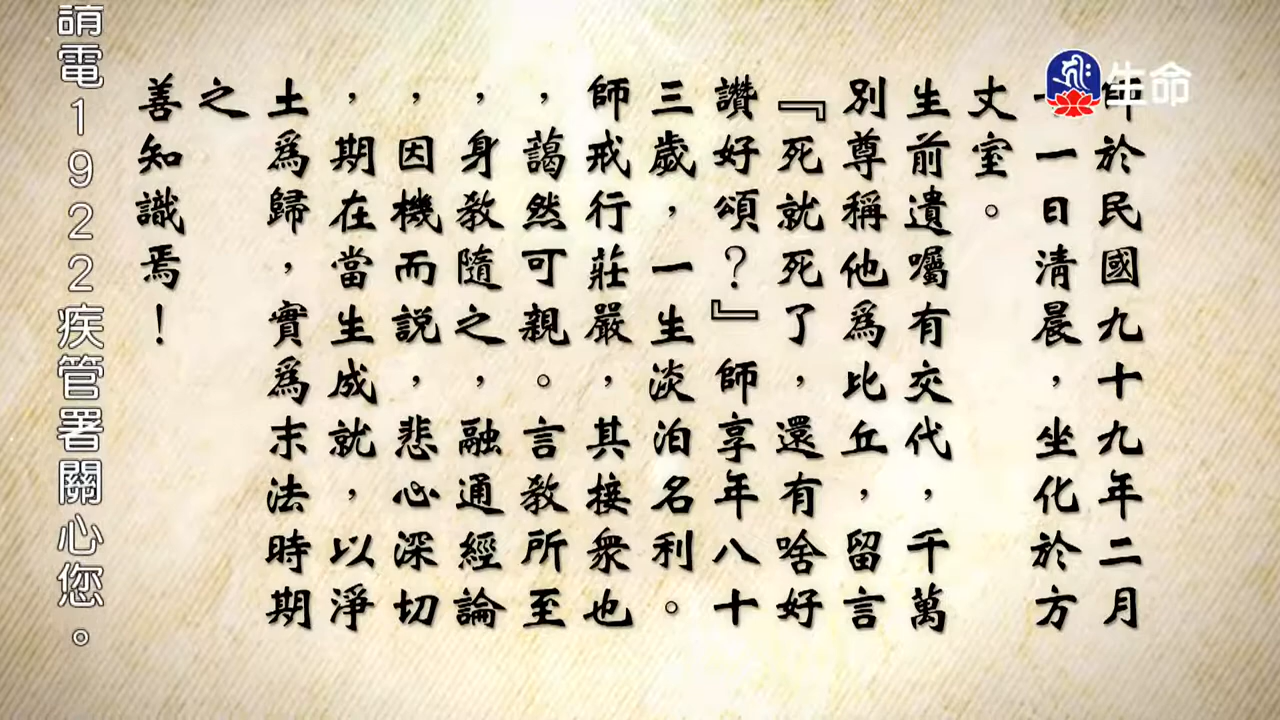 師於民國九十九年二月
十一日清晨，坐化於方
丈室。
生前遺囑有交代，千萬
別尊稱他為比丘，留言
『死就死了，還有啥好
讚好頌？』師享年八十
三歲，一生淡泊名利。
師戒行莊嚴，其接衆也
，藹然可親。言教所至
，身教隨之，融通經論
，因機而説，悲心深切
，期在當生成就，以淨
土爲歸，實爲末法時期
之
善知識焉！
請電1922疾管署關心您。
生命